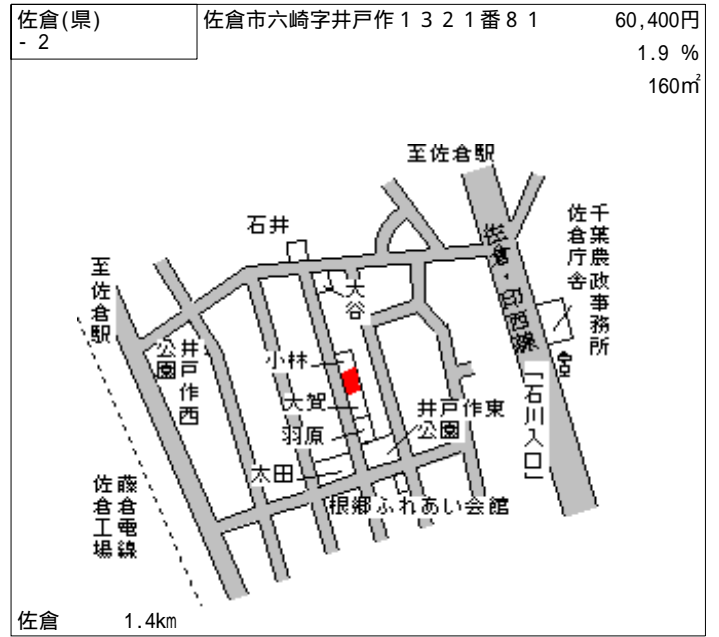 佐倉(県)
- 2
佐倉市六崎字井戸作１３２１番８１
60,400円
1.9 %
160㎡
至佐倉駅
石井
千葉農政事務所
佐倉庁舎
大谷
至佐倉駅
井戸作西
公園
小林
大賀
羽原
井戸作東
公園
太田
「石川入口」
根郷ふれあい会館
藤倉電線
佐倉工場
佐倉
1.4km